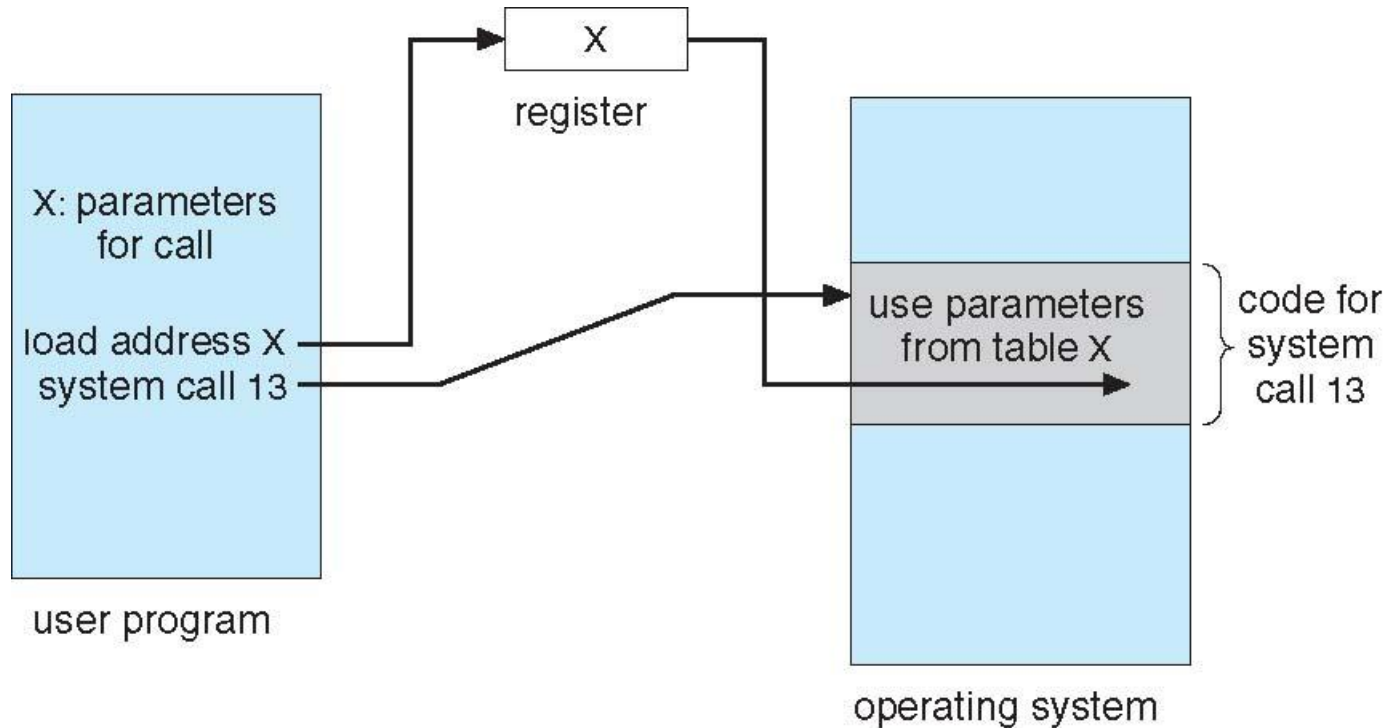 X
register
X: parameters
for call
load address X
system call 13
user program
use parameters
from table X
code for
system
call 13
operating system